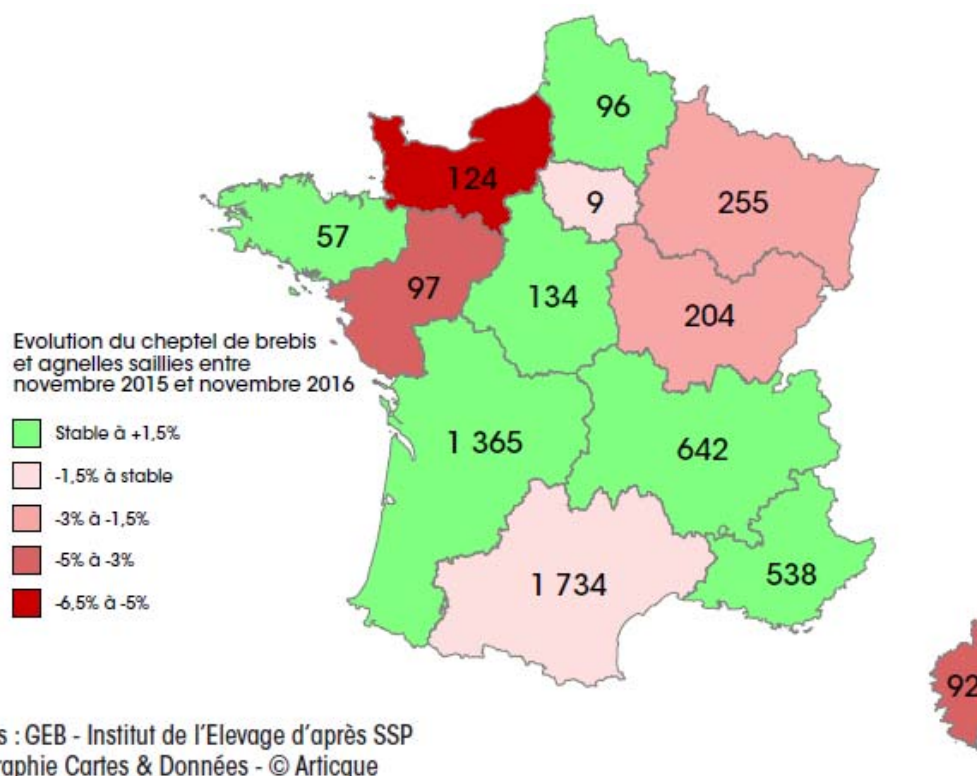 96
124
9
255
57
97
134
204
Evolution du cheptel de brebis
et agnelles saillies entre
novembre 2015 et novembre 2016
Stable à +1,5%
-1,5% à stable
-3% à -1,5%
-5% à -3%
-6,5% à -5%
1 365
642
1 734
538
92
s : GEB - Institut de l'Elevage d'après SSP
raphie Cartes & Données - © Articque